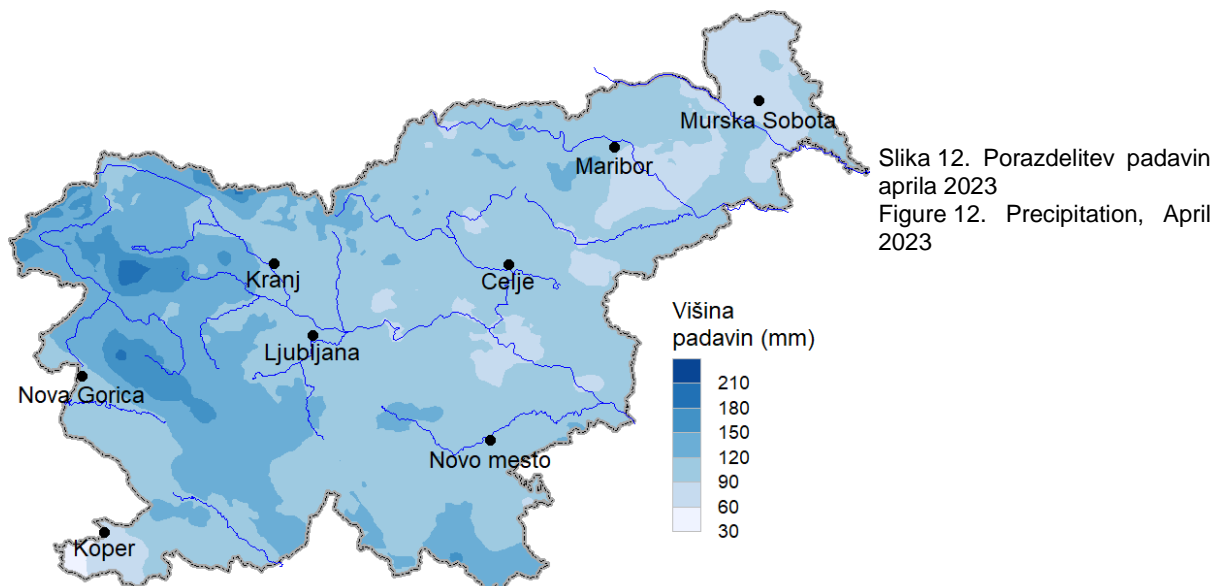 Murska Sobota
Maribor
Slika 12. Porazdelitev padavin
aprila 2023
Figure 12. Precipitation, April
2023
Kranj
Celje
Ljubljana
Nova Gorica
Novo mesto
Koper
Višina
padavin (mm)
210
180
150
120
90
60
30